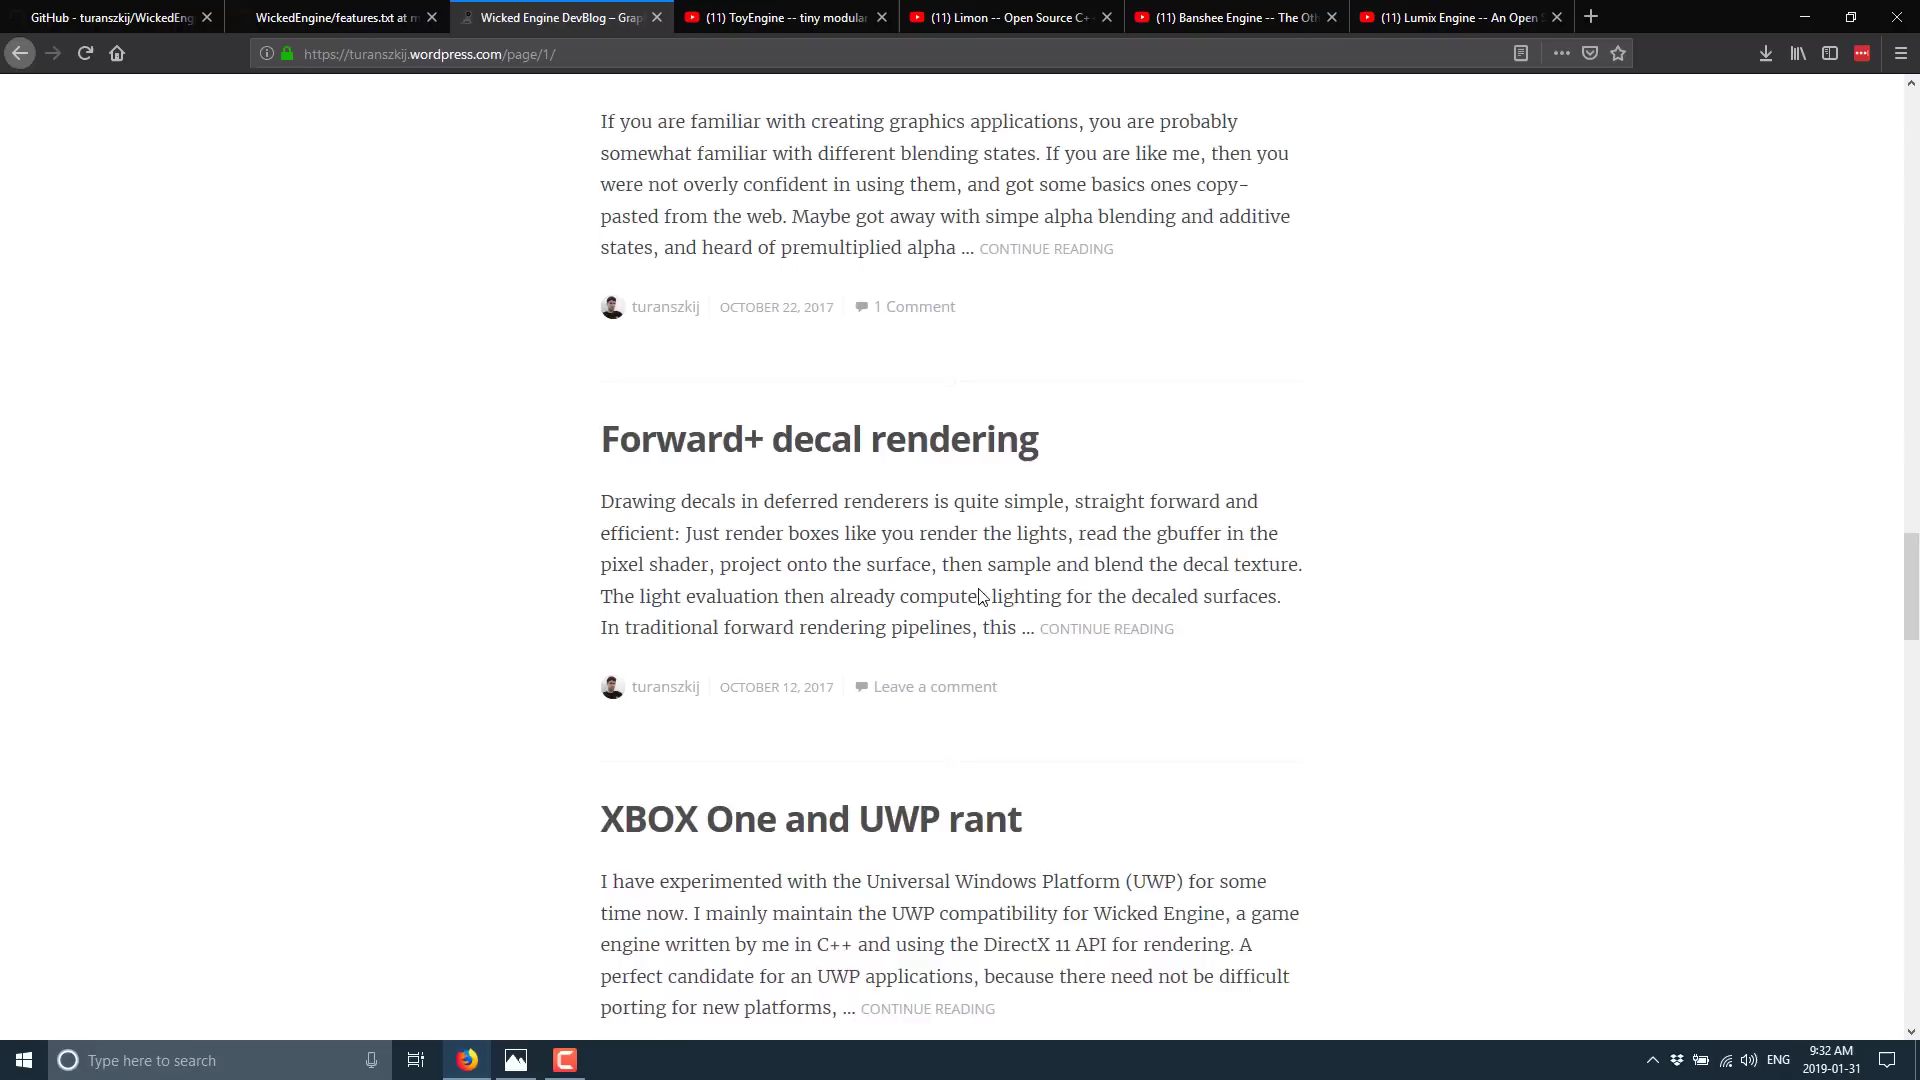 GitHub - turanszkij/WickedEng
WickedEngine/features.txt at m
Wicked Engine DevBlog – Grap
(11) ToyEngine -- tiny modular
(11) Limon -- Open Source C+
(11) Banshee Engine -- The Oth
(11) Lumix Engine -- An Open S
https://turanszkij.wordpress.com/page/1/
If you are familiar with creating graphics applications, you are probably
somewhat familiar with different blending states. If you are like me, then you
were not overly confident in using them, and got some basics ones copy-
pasted from the web. Maybe got away with simpe alpha blending and additive
states, and heard of premultiplied alpha … CONTINUE READING
turanszkij OCTOBER 22, 2017 1 Comment
Forward+ decal rendering
Drawing decals in deferred renderers is quite simple, straight forward and
efficient: Just render boxes like you render the lights, read the gbuffer in the
pixel shader, project onto the surface, then sample and blend the decal texture.
The light evaluation then already computes lighting for the decaled surfaces.
In traditional forward rendering pipelines, this … CONTINUE READING
turanszkij OCTOBER 12, 2017 Leave a comment
XBOX One and UWP rant
I have experimented with the Universal Windows Platform (UWP) for some
time now. I mainly maintain the UWP compatibility for Wicked Engine, a game
engine written by me in C++ and using the DirectX 11 API for rendering. A
perfect candidate for an UWP applications, because there need not be difficult
porting for new platforms, … CONTINUE READING
Type here to search
ENG
9:32 AM
2019-01-31